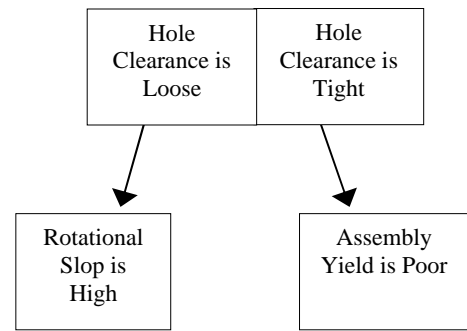 Hole
Clearance is
Loose
Hole
Clearance is
Tight
Rotational
Slop is
High
Assembly
Yield is Poor